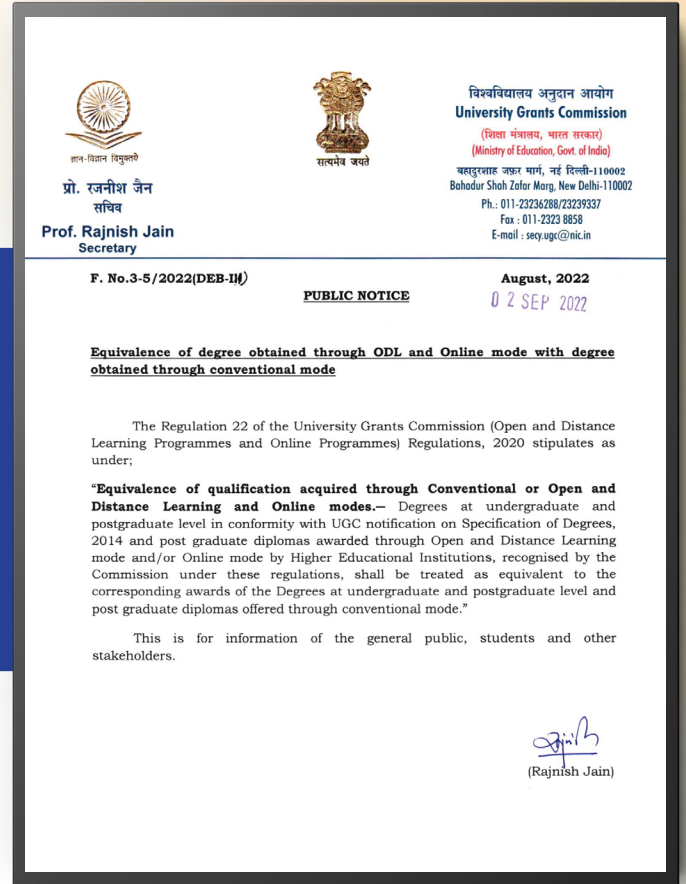 ज्ञान-विज्ञान विमुक्तये
प्रो. रजनीश जैन
सचिव
Prof. Rajnish Jain
Secretary
सत्यमेव जयते
विश्वविद्यालय अनुदान आयोग
University Grants Commission
(शिक्षा मंत्रालय, भारत सरकार)
(Ministry of Education, Govt. of India)
बहादुरशाह ज़फ़र मार्ग, नई दिल्ली-110002
Bahadur Shah Zafar Marg, New Delhi-110002
Ph.: 011-23236288/23239337
Fax : 011-2323 8858
E-mail : secy.ugc@nic.in
F. No.3-5/2022(DEB-III)
August, 2022
PUBLIC NOTICE
02 SEP 2022
Equivalence of degree obtained through ODL and Online mode with degree
obtained through conventional mode
The Regulation 22 of the University Grants Commission (Open and Distance
Learning Programmes and Online Programmes) Regulations, 2020 stipulates as
under;
“Equivalence of qualification acquired through Conventional or Open and
Distance Learning and Online modes.— Degrees at undergraduate and
postgraduate level in conformity with UGC notification on Specification of Degrees,
2014 and post graduate diplomas awarded through Open and Distance Learning
mode and/or Online mode by Higher Educational Institutions, recognised by the
Commission under these regulations, shall be treated as equivalent to the
corresponding awards of the Degrees at undergraduate and postgraduate level and
post graduate diplomas offered through conventional mode.”
This is for information of the general public, students and other
stakeholders.
(Rajnish Jain)